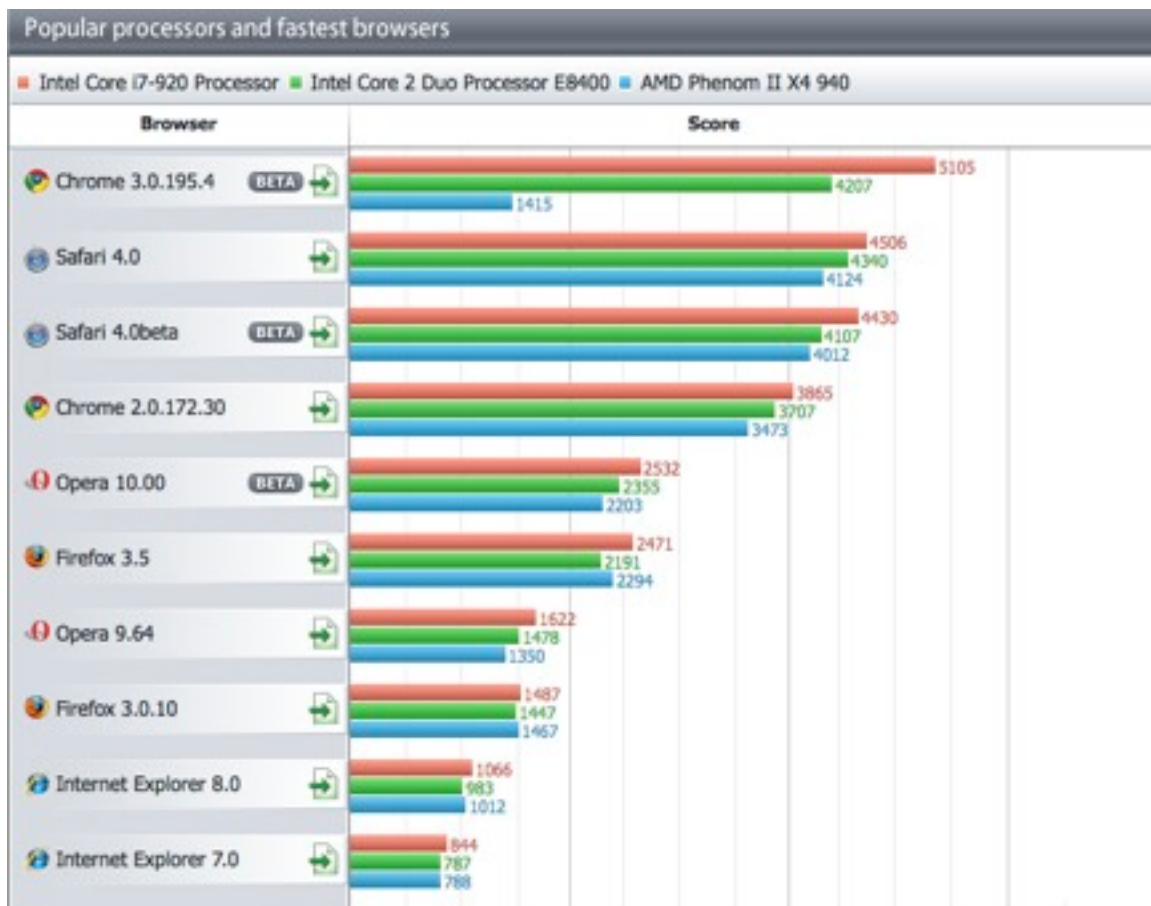 Popular processors and fastest browsers
Intel Core i7-920 Processor Intel Core 2 Duo Processor E8400 AMD Phenom II X4 940
Browser Score
Chrome 3.0.195.4 BETA 5105
4207
1415
Safari 4.0 4506
4340
4124
Safari 4.0beta BETA 4430
4107
4012
Chrome 2.0.172.30 3865
3707
3473
Opera 10.00 BETA 2532
2355
2203
Firefox 3.5 2471
2191
2294
Opera 9.64 1622
1478
1350
Firefox 3.0.10 1487
1447
1467
Internet Explorer 8.0 1066
983
1012
Internet Explorer 7.0 844
787
788